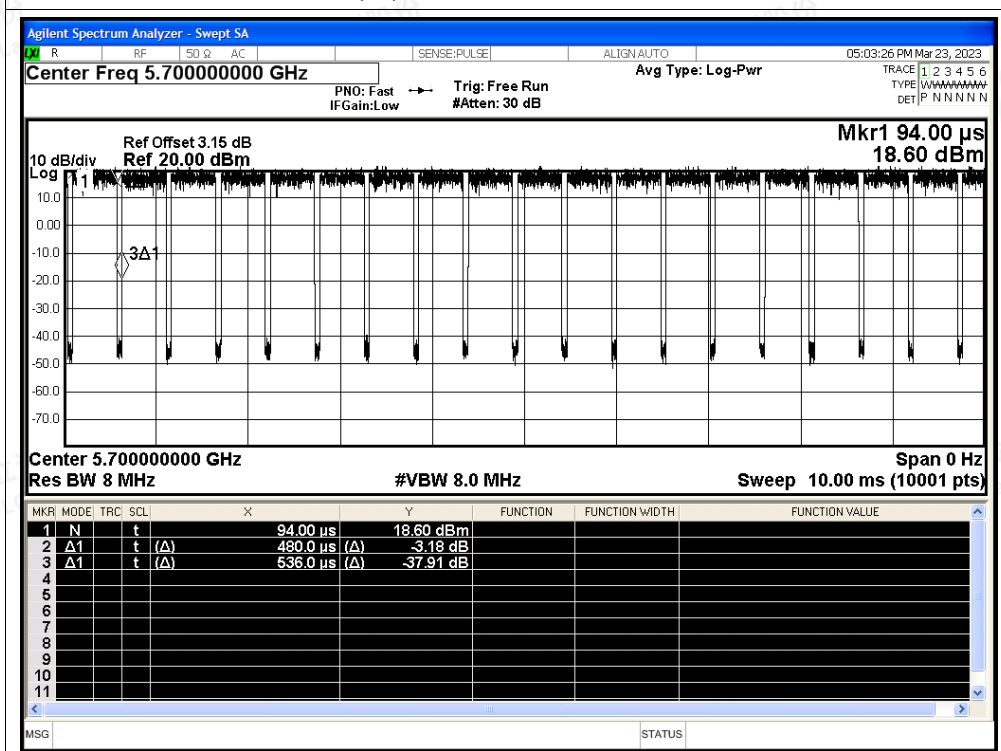 Agilent Spectrum Analyzer - Swept SA
LXI R RF 50 Ω AC SENSE:PULSE ALIGN AUTO 05:03:26 PM Mar 23, 2023
Center Freq 5.700000000 GHz
PNO: Fast
IFGain:Low
Trig: Free Run
#Atten: 30 dB
Avg Type: Log-Pwr
TRACE 1 2 3 4 5 6
TYPE WWWWWW
DET P N N N N N
Mkr1 94.00 µs
18.60 dBm
Ref Offset 3.15 dB
10 dB/div Ref 20.00 dBm
Log
1
10.0
0.00
-10.0
3Δ1
-20.0
-30.0
-40.0
-50.0
-60.0
-70.0
Center 5.700000000 GHz Span 0 Hz
Res BW 8 MHz #VBW 8.0 MHz Sweep 10.00 ms (10001 pts)
MKR MODE TRC SCL X Y FUNCTION FUNCTION WIDTH FUNCTION VALUE
1 N t 94.00 µs 18.60 dBm
2 Δ1 t (Δ) 480.0 µs (Δ) -3.18 dB
3 Δ1 t (Δ) 536.0 µs (Δ) -37.91 dB
4
5
6
7
8
9
10
11
MSG STATUS